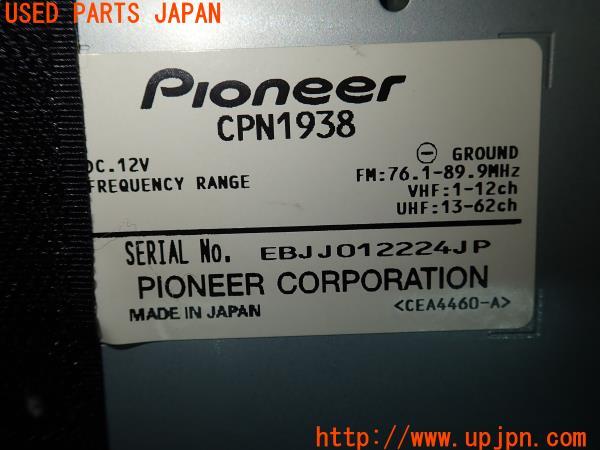 USED PARTS JAPAN
Pioneer
CPN1938
DC.12V
⊖ GROUND
FREQUENCY RANGE
FM:76.1-89.9MHz
VHF:1-12ch
UHF:13-62ch
SERIAL No. EBJJ012224JP
PIONEER CORPORATION
MADE IN JAPAN
<CEA4460-A>
http://www.upjpn.com